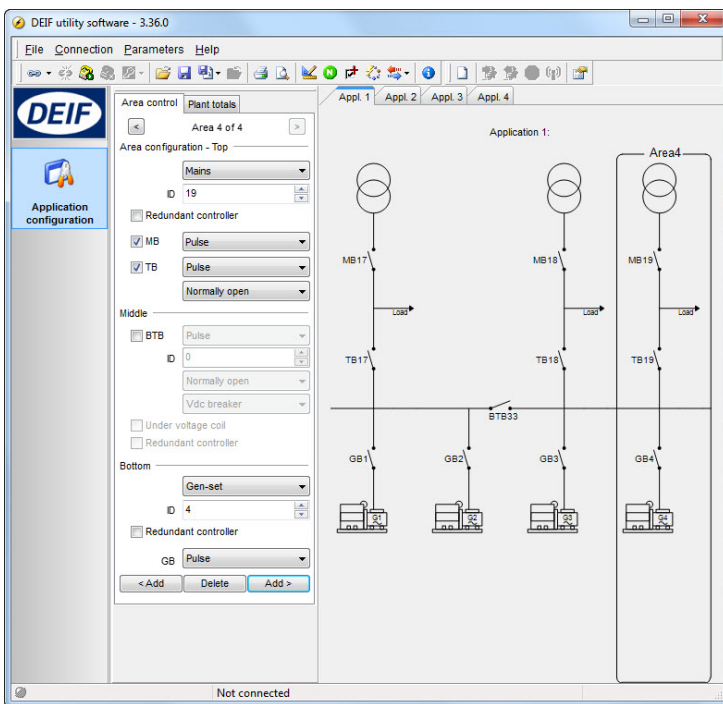 DEIF utility software - 3.36.0
File Connection Parameters Help
DEIF
Application
configuration
Area control Plant totals
< Area 4 of 4 >
Area configuration - Top
Mains
ID 19
Redundant controller
MB Pulse
TB Pulse
Normally open
Middle
BTB Pulse
ID 0
Normally open
Vdc breaker
Under voltage coil
Redundant controller
Bottom
Gen-set
ID 4
Redundant controller
GB Pulse
< Add Delete Add >
Appl. 1 Appl. 2 Appl. 3 Appl. 4
Application 1:
Area4
MB17 MB18 MB19
Load Load Load
TB17 TB18 TB19
BTB33
GB1 GB2 GB3 GB4
G1 G2 G3 G4
Not connected